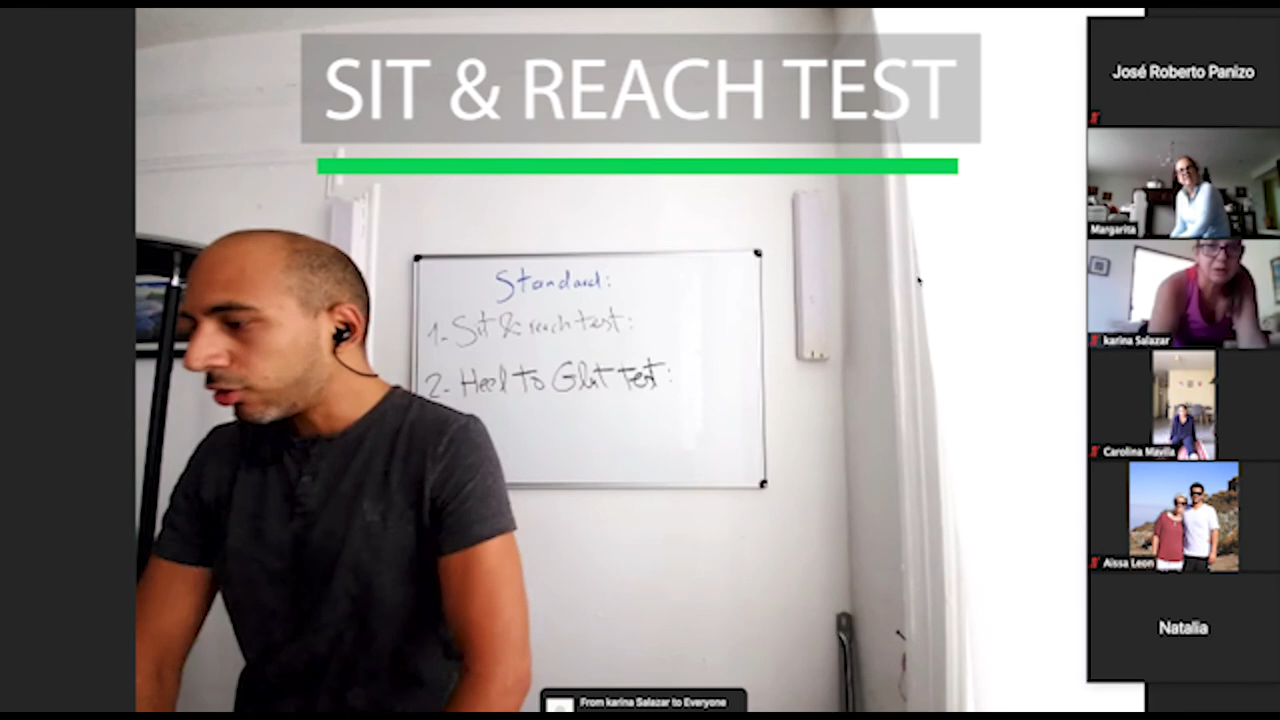 SIT & REACH TEST
Standard:
1- Sit & reach test:
2- Heel to Glut test:
José Roberto Panizo
Margarita
karina Salazar
Carolina Mavila
Aissa Leon
Natalia
From karina Salazar to Everyone